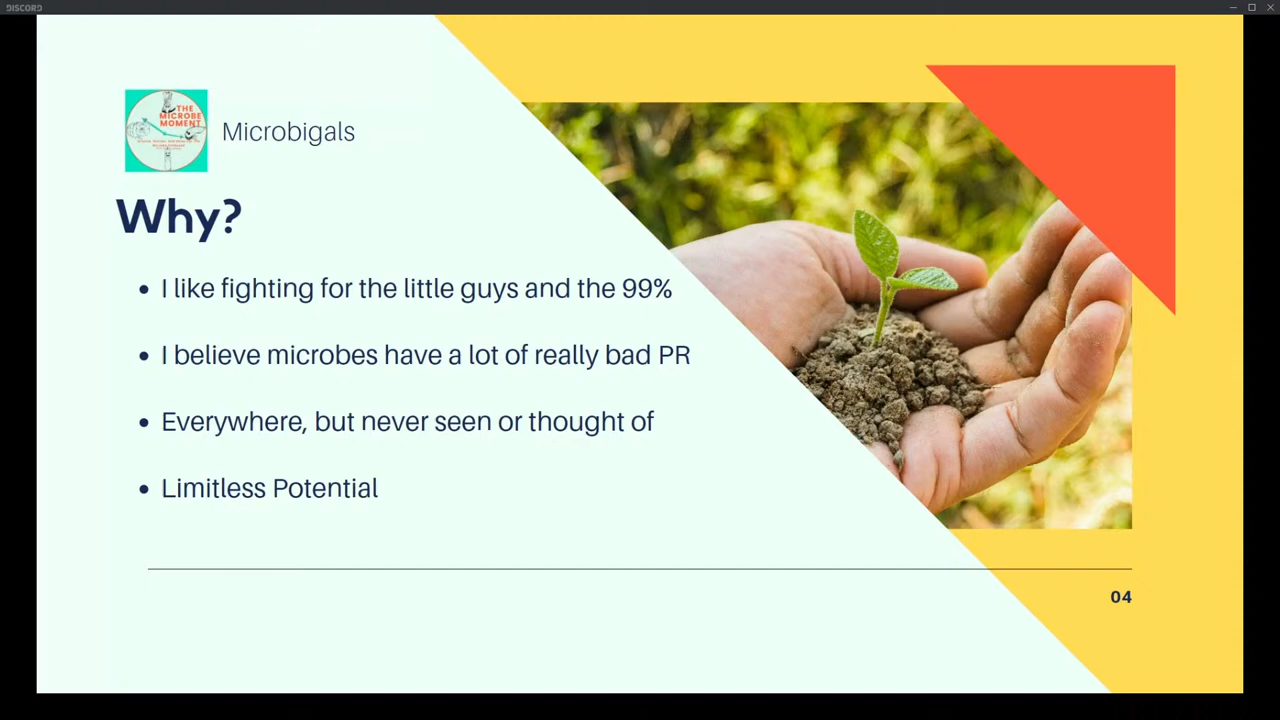 DISCORD
THE
MICROBE
MOMENT
Microbigals
Why?
• I like fighting for the little guys and the 99%
• I believe microbes have a lot of really bad PR
• Everywhere, but never seen or thought of
• Limitless Potential
04